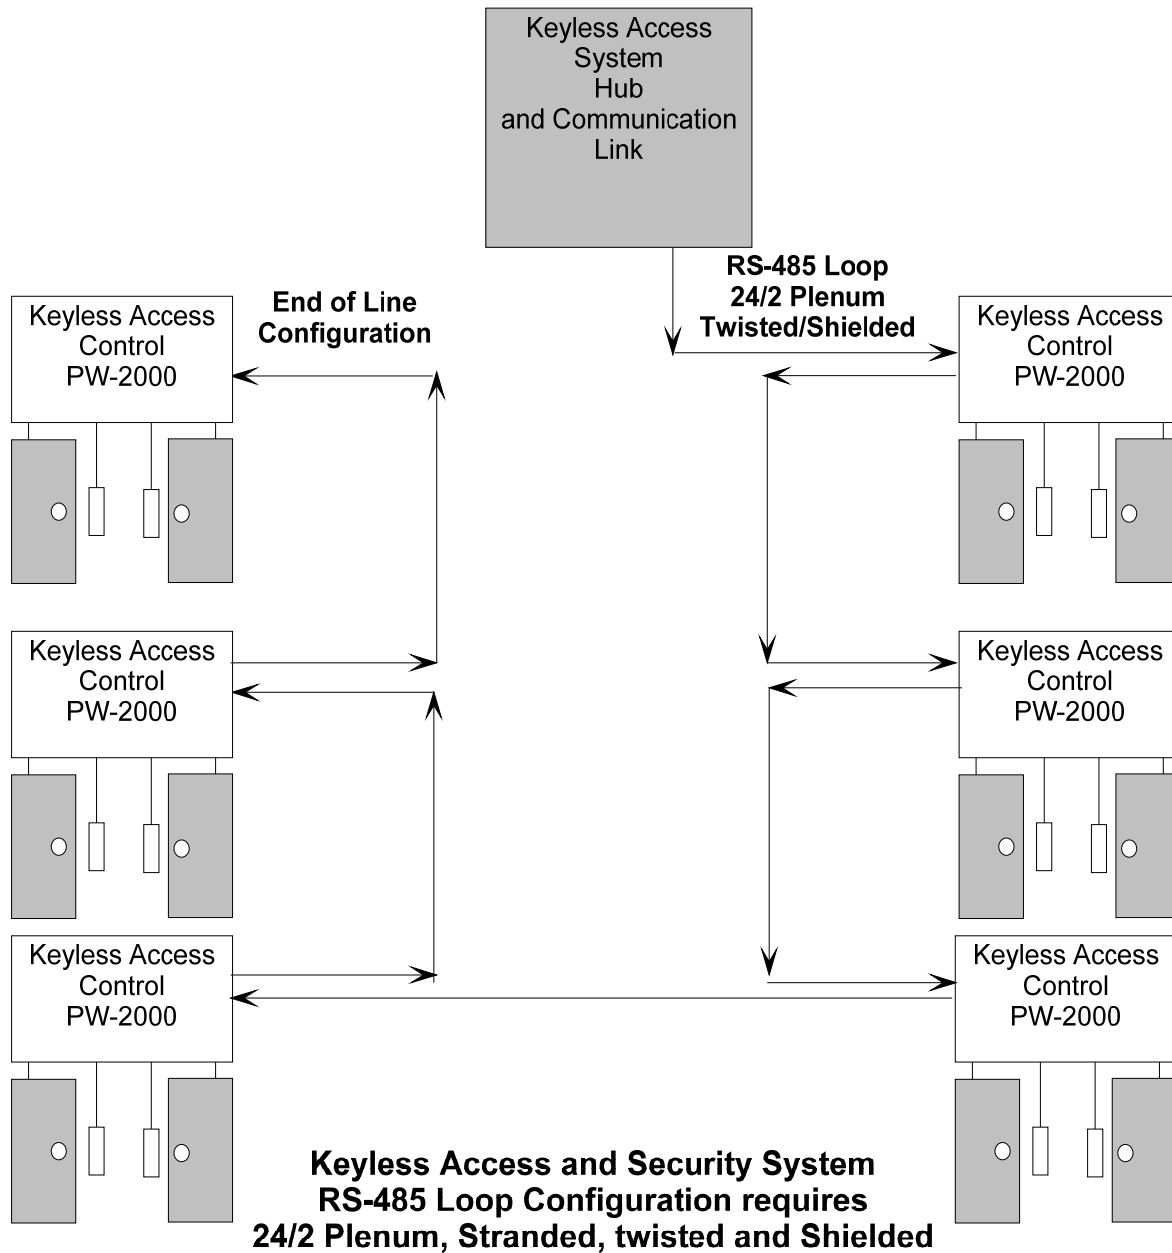 Keyless Access
System
Hub
and Communication
Link
RS-485 Loop
24/2 Plenum
Twisted/Shielded
End of Line
Configuration
Keyless Access
Control
PW-2000
Keyless Access
Control
PW-2000
Keyless Access
Control
PW-2000
Keyless Access
Control
PW-2000
Keyless Access
Control
PW-2000
Keyless Access
Control
PW-2000
Keyless Access and Security System
RS-485 Loop Configuration requires
24/2 Plenum, Stranded, twisted and Shielded